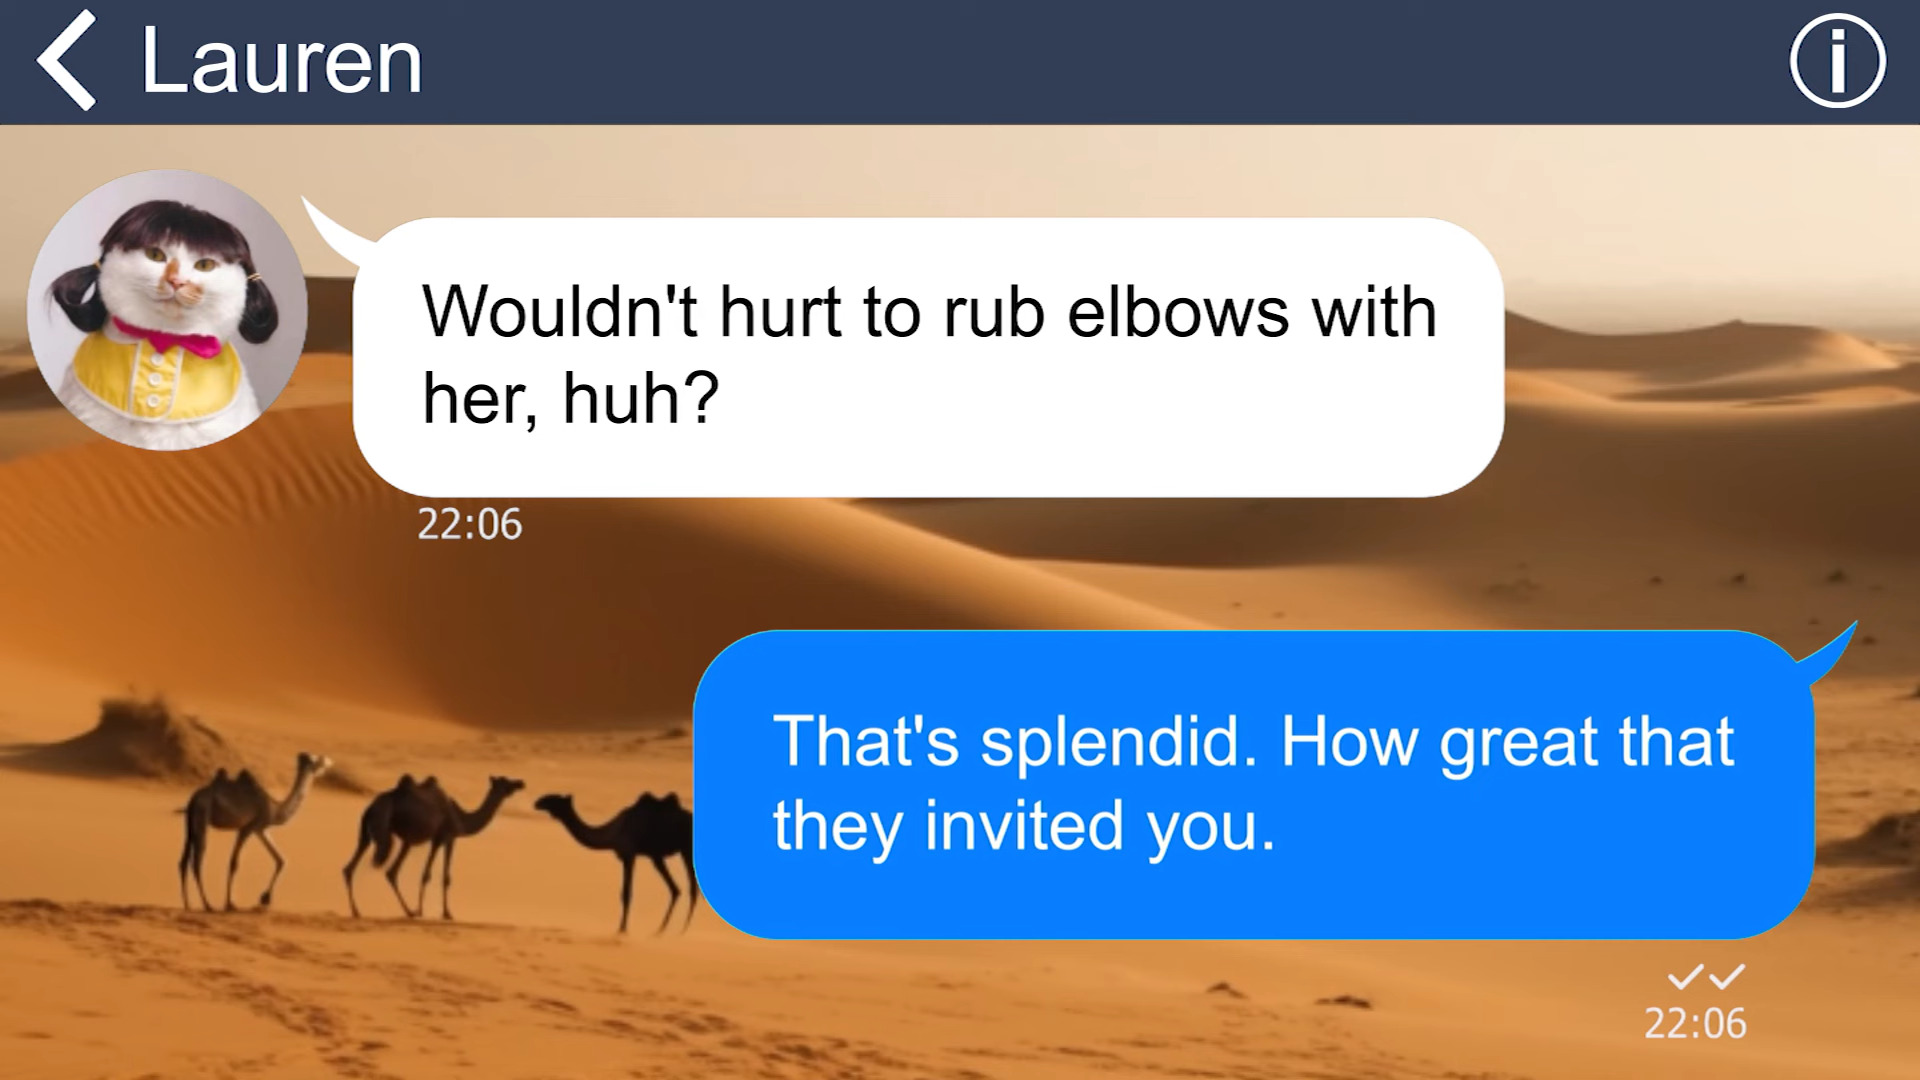 Lauren
Wouldn't hurt to rub elbows with
her, huh?
22:06
That's splendid. How great that
they invited you.
22:06